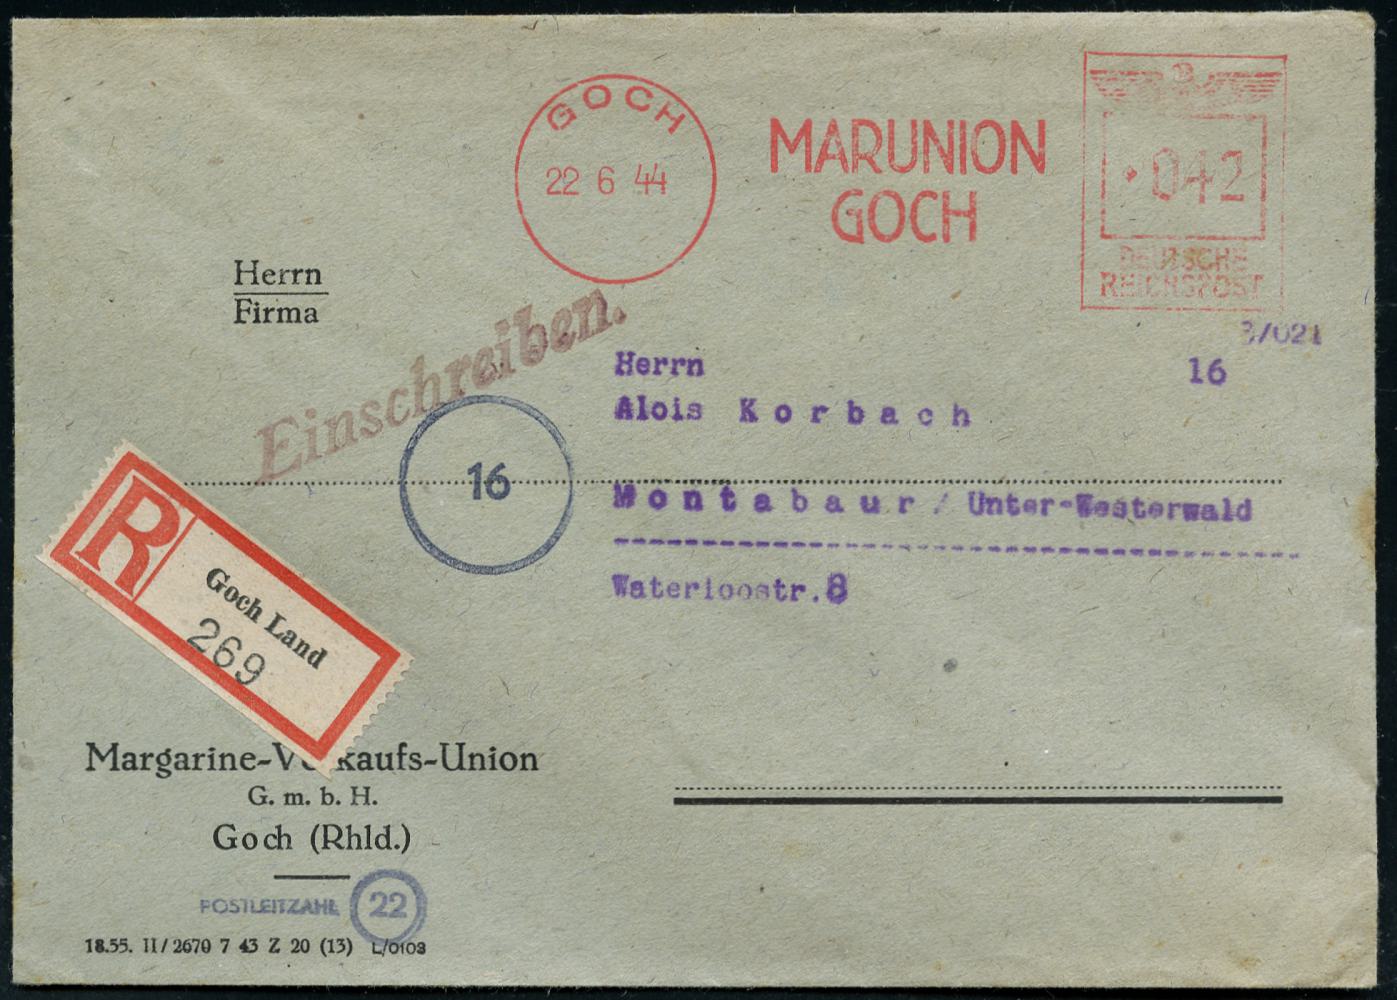 GOCH
22 6 44
MARUNION
GOCH
042
DEUTSCHE
REICHSPOST
Herrn
Firma
Einschreiben.
3/021
Herrn 16
Alois Korbach
16
Montabaur / Unter-Westerwald
Waterloostr.8
R
Goch Land
269
Margarine-Verkaufs-Union
G. m. b. H.
Goch (Rhld.)
POSTLEITZAHL 22
18.55. II/2670 7 43 Z 20 (13) L/0103